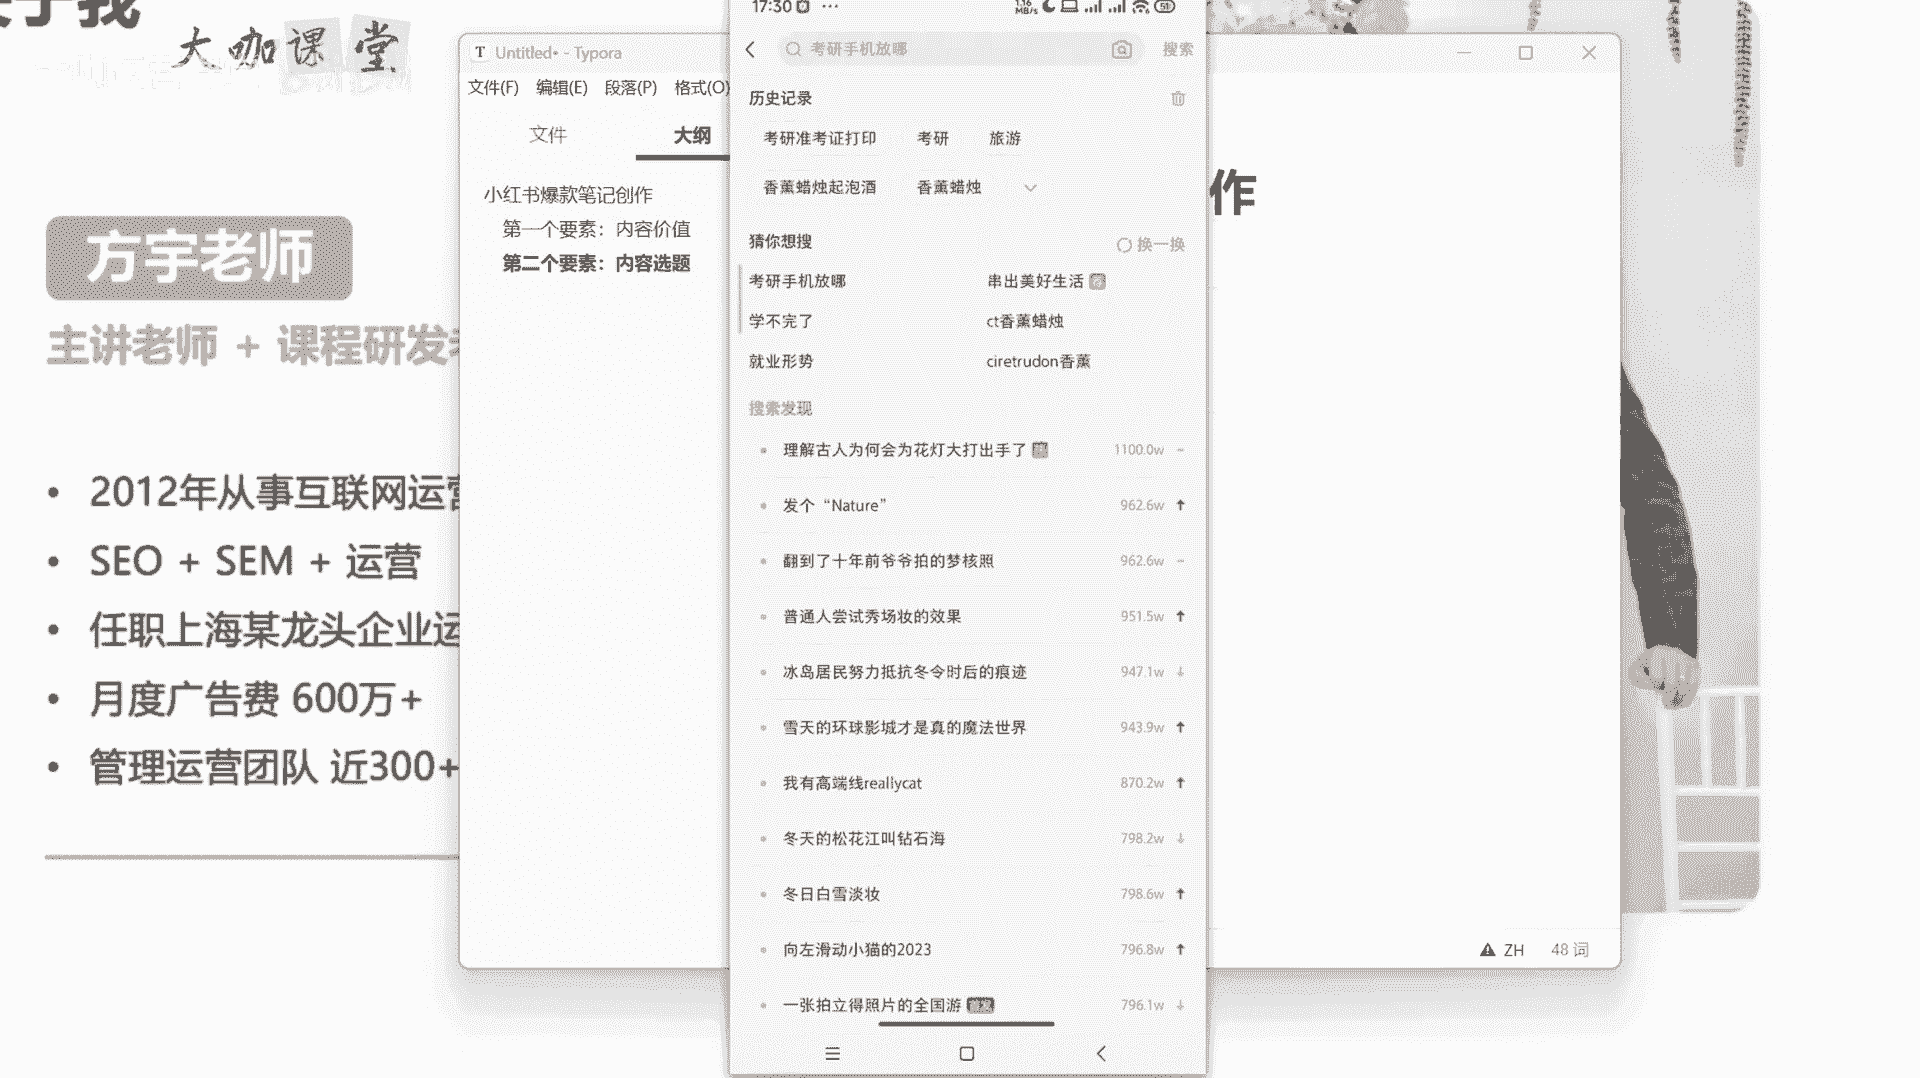 大咖课堂
方宇老师
主讲老师 + 课程研发
2012年从事互联网运营
SEO + SEM + 运营
任职上海某龙头企业运
月度广告费 600万+
管理运营团队 近300+
Untitled• - Typora
文件(F) 编辑(E) 段落(P) 格式(O)
文件 大纲
小红书爆款笔记创作
第一个要素：内容价值
第二个要素：内容选题
作
ZH 48 词
17:30
1.16 MB/s 51
考研手机放哪 搜索
历史记录
考研准考证打印 考研 旅游
香薰蜡烛起泡酒 香薰蜡烛
猜你想搜 换一换
考研手机放哪 串出美好生活
学不完了 ct香薰蜡烛
就业形势 ciretrudon香薰
搜索发现
理解古人为何会为花灯大打出手了 1100.0w
发个“Nature” 962.6w
翻到了十年前爷爷拍的梦核照 962.6w
普通人尝试秀场妆的效果 951.5w
冰岛居民努力抵抗冬令时后的痕迹 947.1w
雪天的环球影城才是真的魔法世界 943.9w
我有高端线reallycat 870.2w
冬天的松花江叫钻石海 798.2w
冬日白雪淡妆 798.6w
向左滑动小猫的2023 796.8w
一张拍立得照片的全国游 796.1w